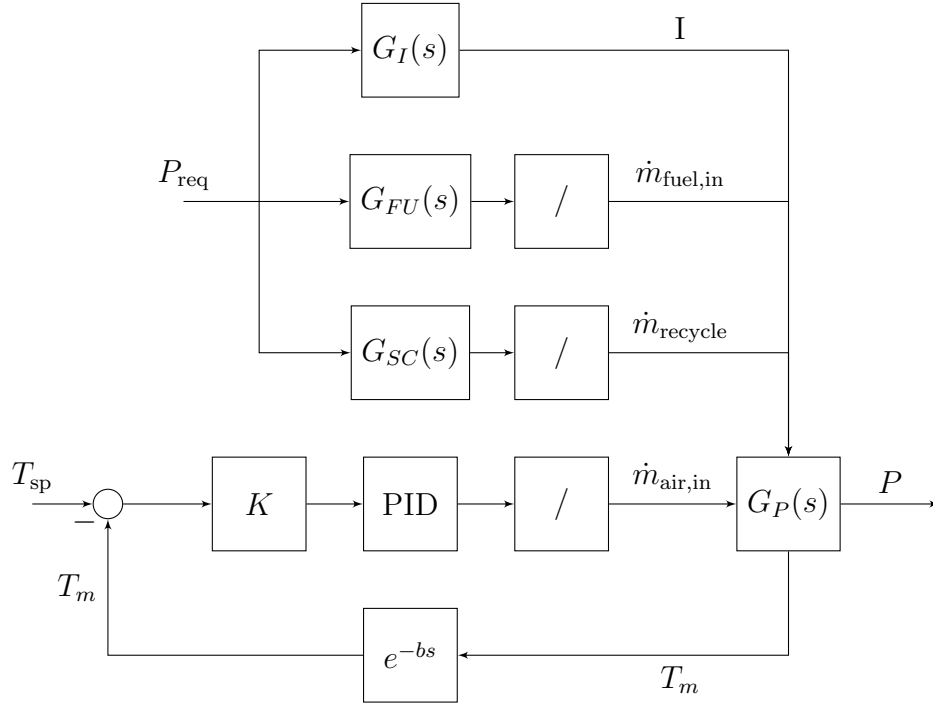 G_I(s)
I
P_req
G_FU(s)
/
ṁ_fuel,in
G_SC(s)
/
ṁ_recycle
T_sp
−
K
PID
/
ṁ_air,in
G_P(s)
P
T_m
e^{-bs}
T_m